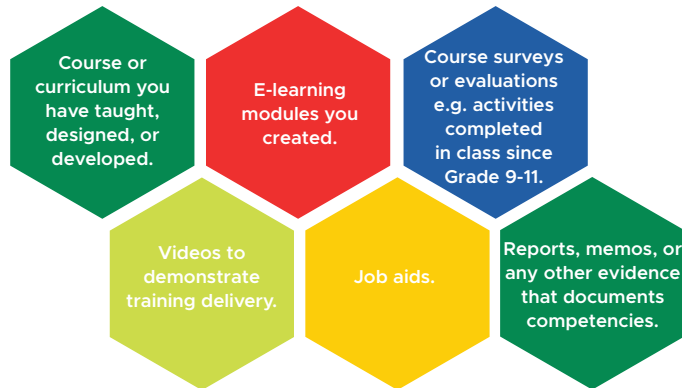 Course or
curriculum you
have taught,
designed, or
developed.
E-learning
modules you
created.
Course surveys
or evaluations
e.g. activities
completed
in class since
Grade 9-11.
Videos to
demonstrate
training delivery.
Job aids.
Reports, memos, or
any other evidence
that documents
competencies.